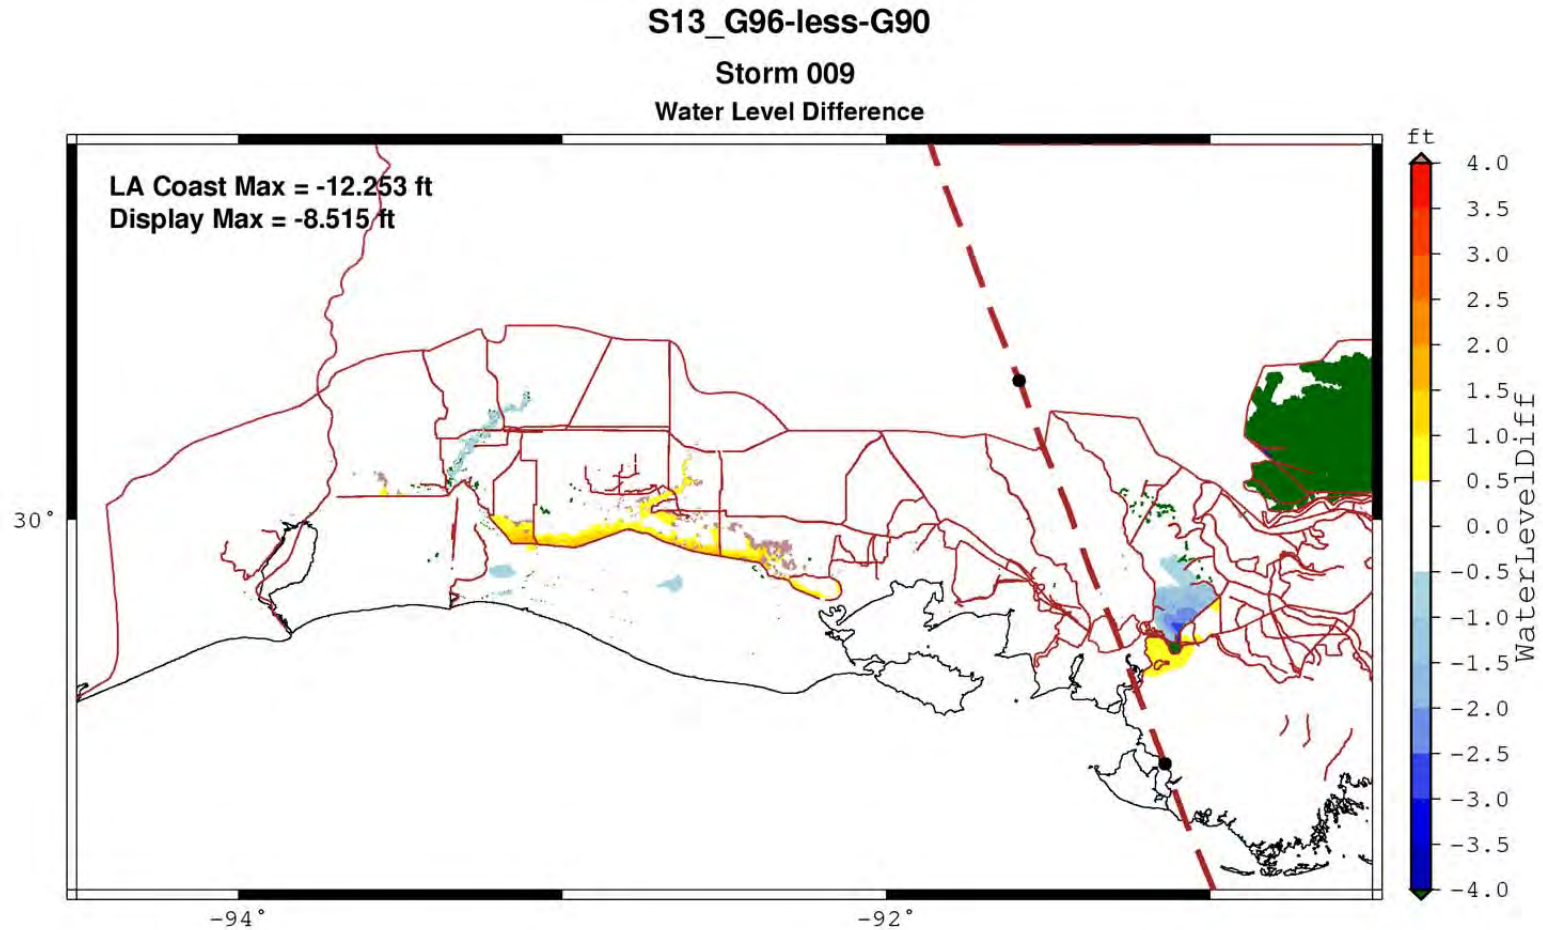 S13_G96-less-G90
Storm 009
Water Level Difference
ft
LA Coast Max = -12.253 ft
Display Max = -8.515 ft
4.0
3.5
3.0
2.5
2.0
1.5
1.0
0.5
0.0
-0.5
-1.0
-1.5
-2.0
-2.5
-3.0
-3.5
-4.0
WaterLevelDiff
30°
-94°
-92°